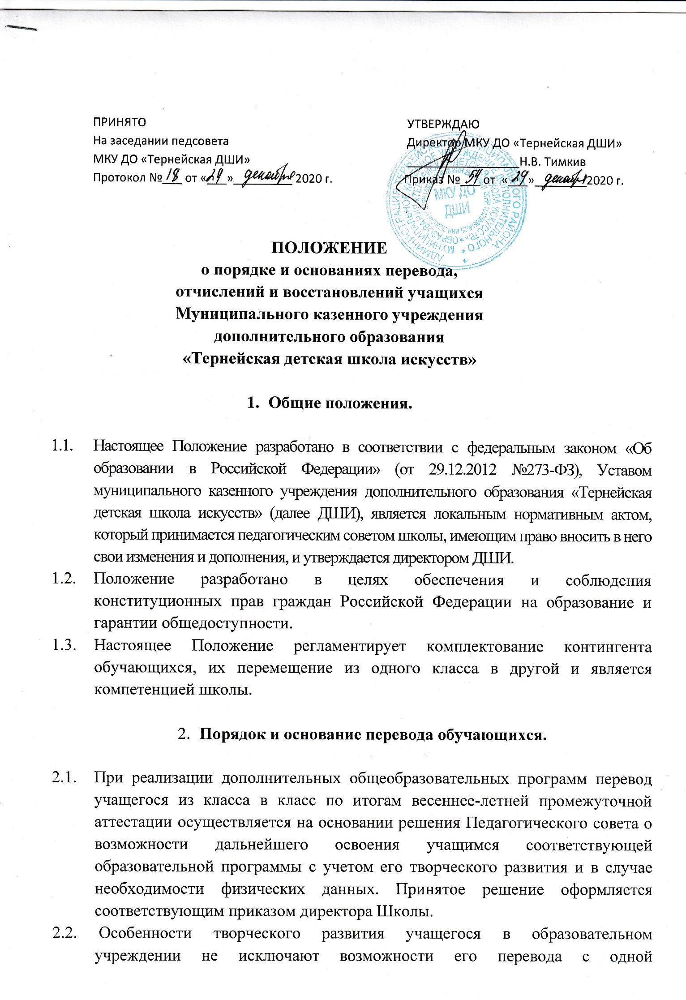 ПРИНЯТО
На заседании педсовета
МКУ ДО «Тернейская ДШИ»
Протокол №18 от «29» декабря 2020 г.
УТВЕРЖДАЮ
Директор МКУ ДО «Тернейская ДШИ»
Н.В. Тимкив
Приказ № 54 от «29» декабря 2020 г.
МКУ ДО
ДШИ
ПОЛОЖЕНИЕ
о порядке и основаниях перевода,
отчислений и восстановлений учащихся
Муниципального казенного учреждения
дополнительного образования
«Тернейская детская школа искусств»
1. Общие положения.
1.1. Настоящее Положение разработано в соответствии с федеральным законом «Об
образовании в Российской Федерации» (от 29.12.2012 №273-ФЗ), Уставом
муниципального казенного учреждения дополнительного образования «Тернейская
детская школа искусств» (далее ДШИ), является локальным нормативным актом,
который принимается педагогическим советом школы, имеющим право вносить в него
свои изменения и дополнения, и утверждается директором ДШИ.
1.2. Положение разработано в целях обеспечения и соблюдения
конституционных прав граждан Российской Федерации на образование и
гарантии общедоступности.
1.3. Настоящее Положение регламентирует комплектование контингента
обучающихся, их перемещение из одного класса в другой и является
компетенцией школы.
2. Порядок и основание перевода обучающихся.
2.1. При реализации дополнительных общеобразовательных программ перевод
учащегося из класса в класс по итогам весеннее-летней промежуточной
аттестации осуществляется на основании решения Педагогического совета о
возможности дальнейшего освоения учащимся соответствующей
образовательной программы с учетом его творческого развития и в случае
необходимости физических данных. Принятое решение оформляется
соответствующим приказом директора Школы.
2.2. Особенности творческого развития учащегося в образовательном
учреждении не исключают возможности его перевода с одной